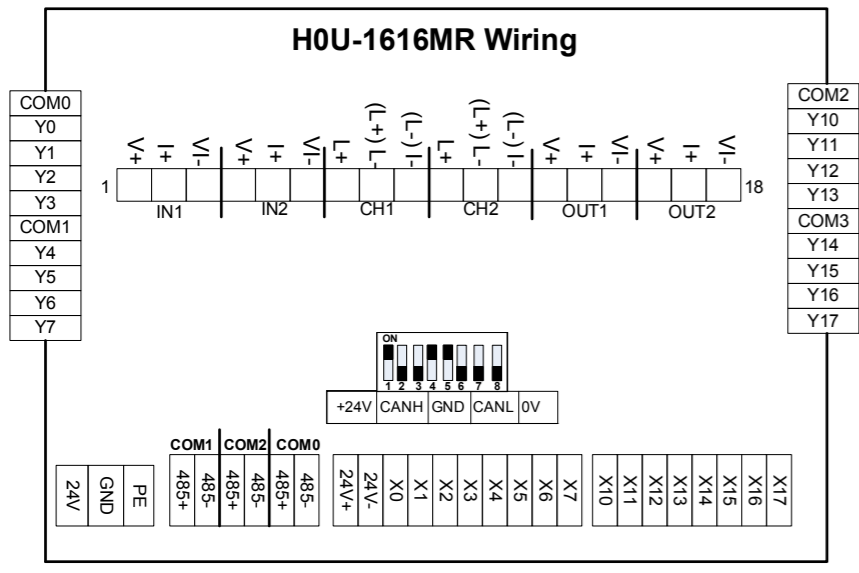 H0U-1616MR Wiring
COM0
Y0
Y1
Y2
Y3
COM1
Y4
Y5
Y6
Y7
V+ I+ VI- V+ I+ VI- L+ (L+) L- (L-) I- L+ (L+) L- (L-) I- V+ I+ VI- V+ I+ VI-
1 18
IN1 IN2 CH1 CH2 OUT1 OUT2
COM2
Y10
Y11
Y12
Y13
COM3
Y14
Y15
Y16
Y17
ON
1 2 3 4 5 6 7 8
+24V CANH GND CANL 0V
24V GND PE
COM1 COM2 COM0
485+ 485- 485+ 485- 485+ 485-
24V+ 24V- X0 X1 X2 X3 X4 X5 X6 X7
X10 X11 X12 X13 X14 X15 X16 X17